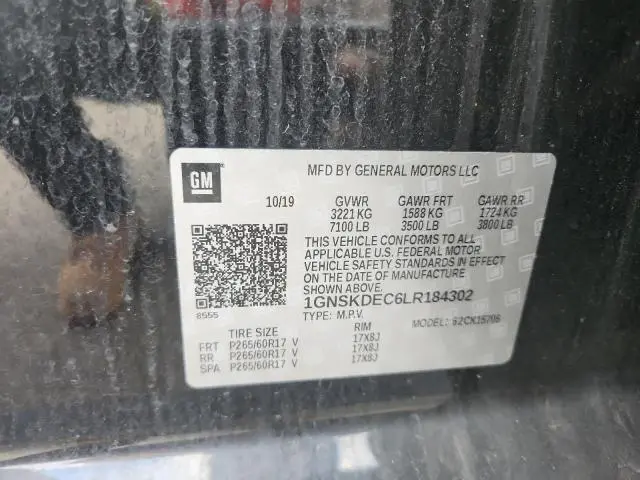 GM
MFD BY GENERAL MOTORS LLC
10/19 GVWR GAWR FRT GAWR RR
3221 KG 1588 KG 1724 KG
7100 LB 3500 LB 3800 LB
THIS VEHICLE CONFORMS TO ALL
APPLICABLE U.S. FEDERAL MOTOR
VEHICLE SAFETY STANDARDS IN EFFECT
ON THE DATE OF MANUFACTURE
SHOWN ABOVE.
8555
1GNSKDEC6LR184302
TYPE: M.P.V. MODEL: S2CK15706
TIRE SIZE RIM
FRT P265/60R17 V 17X8J
RR P265/60R17 V 17X8J
SPA P265/60R17 V 17X8J